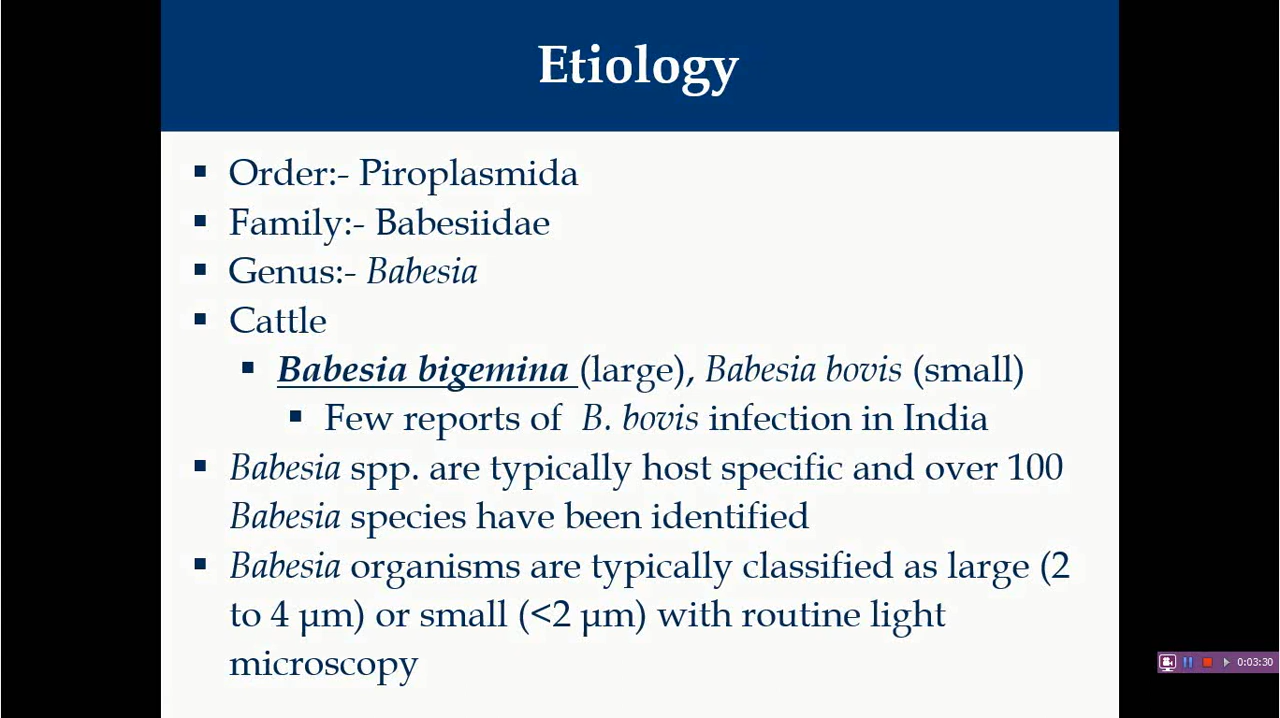 Etiology
Order:- Piroplasmida
Family:- Babesiidae
Genus:- Babesia
Cattle
Babesia bigemina (large), Babesia bovis (small)
Few reports of B. bovis infection in India
Babesia spp. are typically host specific and over 100
Babesia species have been identified
Babesia organisms are typically classified as large (2
to 4 μm) or small (<2 μm) with routine light
microscopy
0:03:30